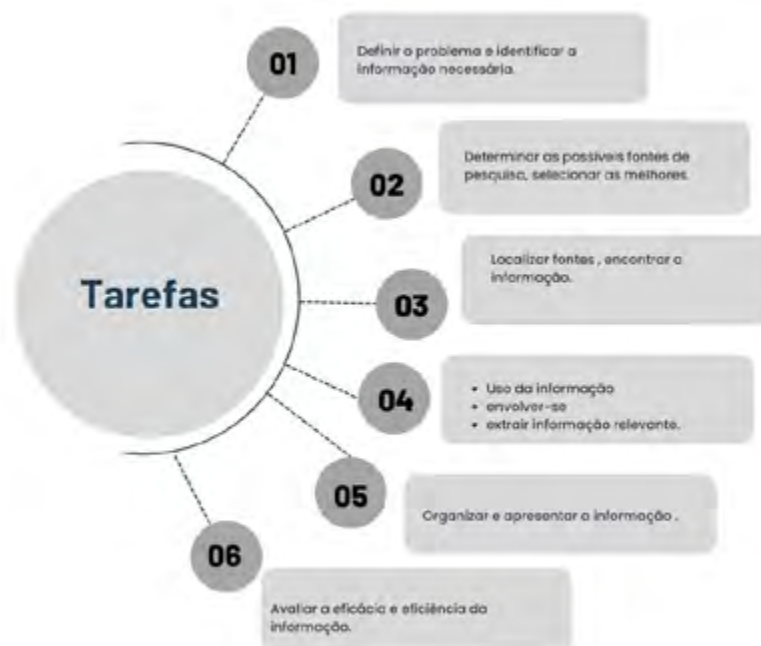 Tarefas
01
Definir o problema e identificar a
informação necessária.
02
Determinar as possíveis fontes de
pesquisa, selecionar as melhores.
03
Localizar fontes , encontrar a
informação.
04
• Uso da informação
• envolver-se
• extrair informação relevante.
05
Organizar e apresentar a informação .
06
Avaliar a eficácia e eficiência da
informação.